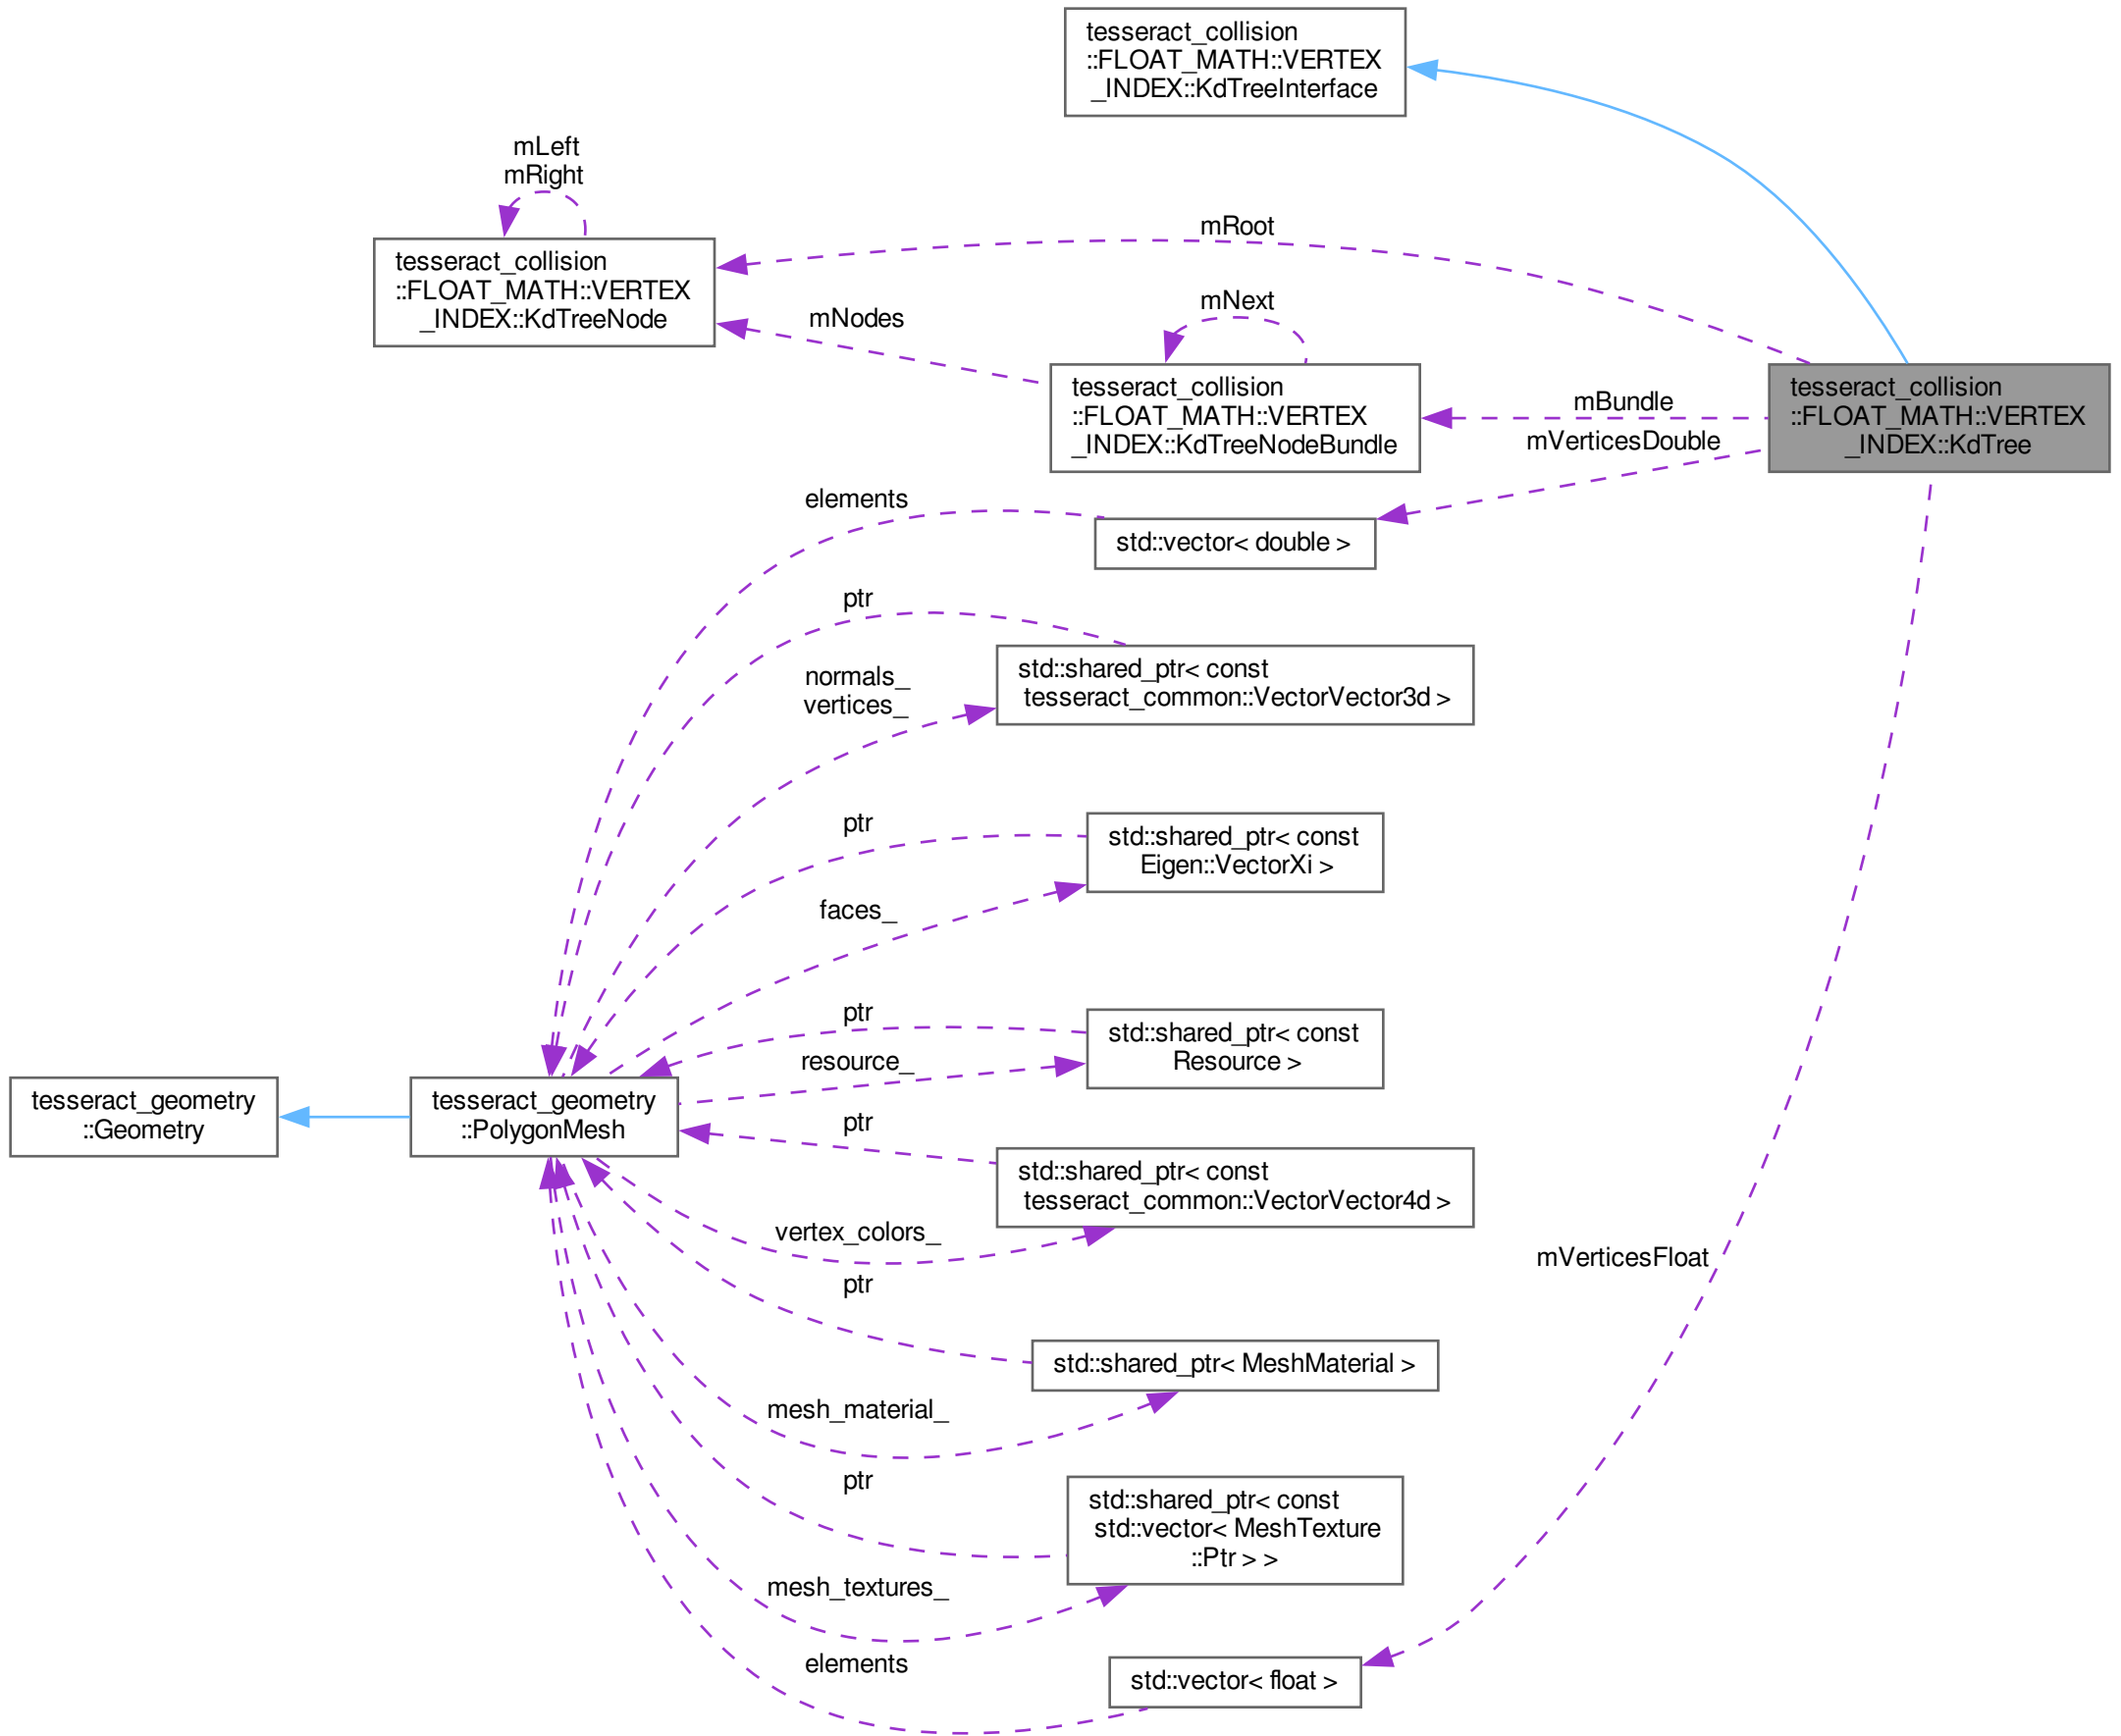 tesseract_collision
::FLOAT_MATH::VERTEX
_INDEX::KdTreeInterface
mLeft
mRight
tesseract_collision
::FLOAT_MATH::VERTEX
_INDEX::KdTreeNode
mRoot
mNodes
mNext
tesseract_collision
::FLOAT_MATH::VERTEX
_INDEX::KdTreeNodeBundle
mBundle
tesseract_collision
::FLOAT_MATH::VERTEX
_INDEX::KdTree
mVerticesDouble
elements
std::vector< double >
ptr
std::shared_ptr< const
tesseract_common::VectorVector3d >
normals_
vertices_
ptr
std::shared_ptr< const
Eigen::VectorXi >
faces_
ptr
std::shared_ptr< const
Resource >
resource_
tesseract_geometry
::Geometry
tesseract_geometry
::PolygonMesh
ptr
std::shared_ptr< const
tesseract_common::VectorVector4d >
vertex_colors_
mVerticesFloat
ptr
std::shared_ptr< MeshMaterial >
mesh_material_
ptr
std::shared_ptr< const
std::vector< MeshTexture
::Ptr > >
mesh_textures_
elements
std::vector< float >